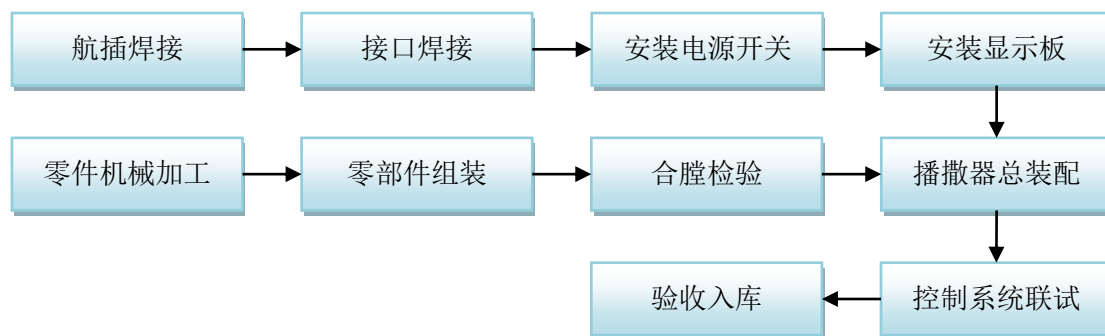 航插焊接
接口焊接
安装电源开关
安装显示板
零件机械加工
零部件组装
合膛检验
播撒器总装配
验收入库
控制系统联试